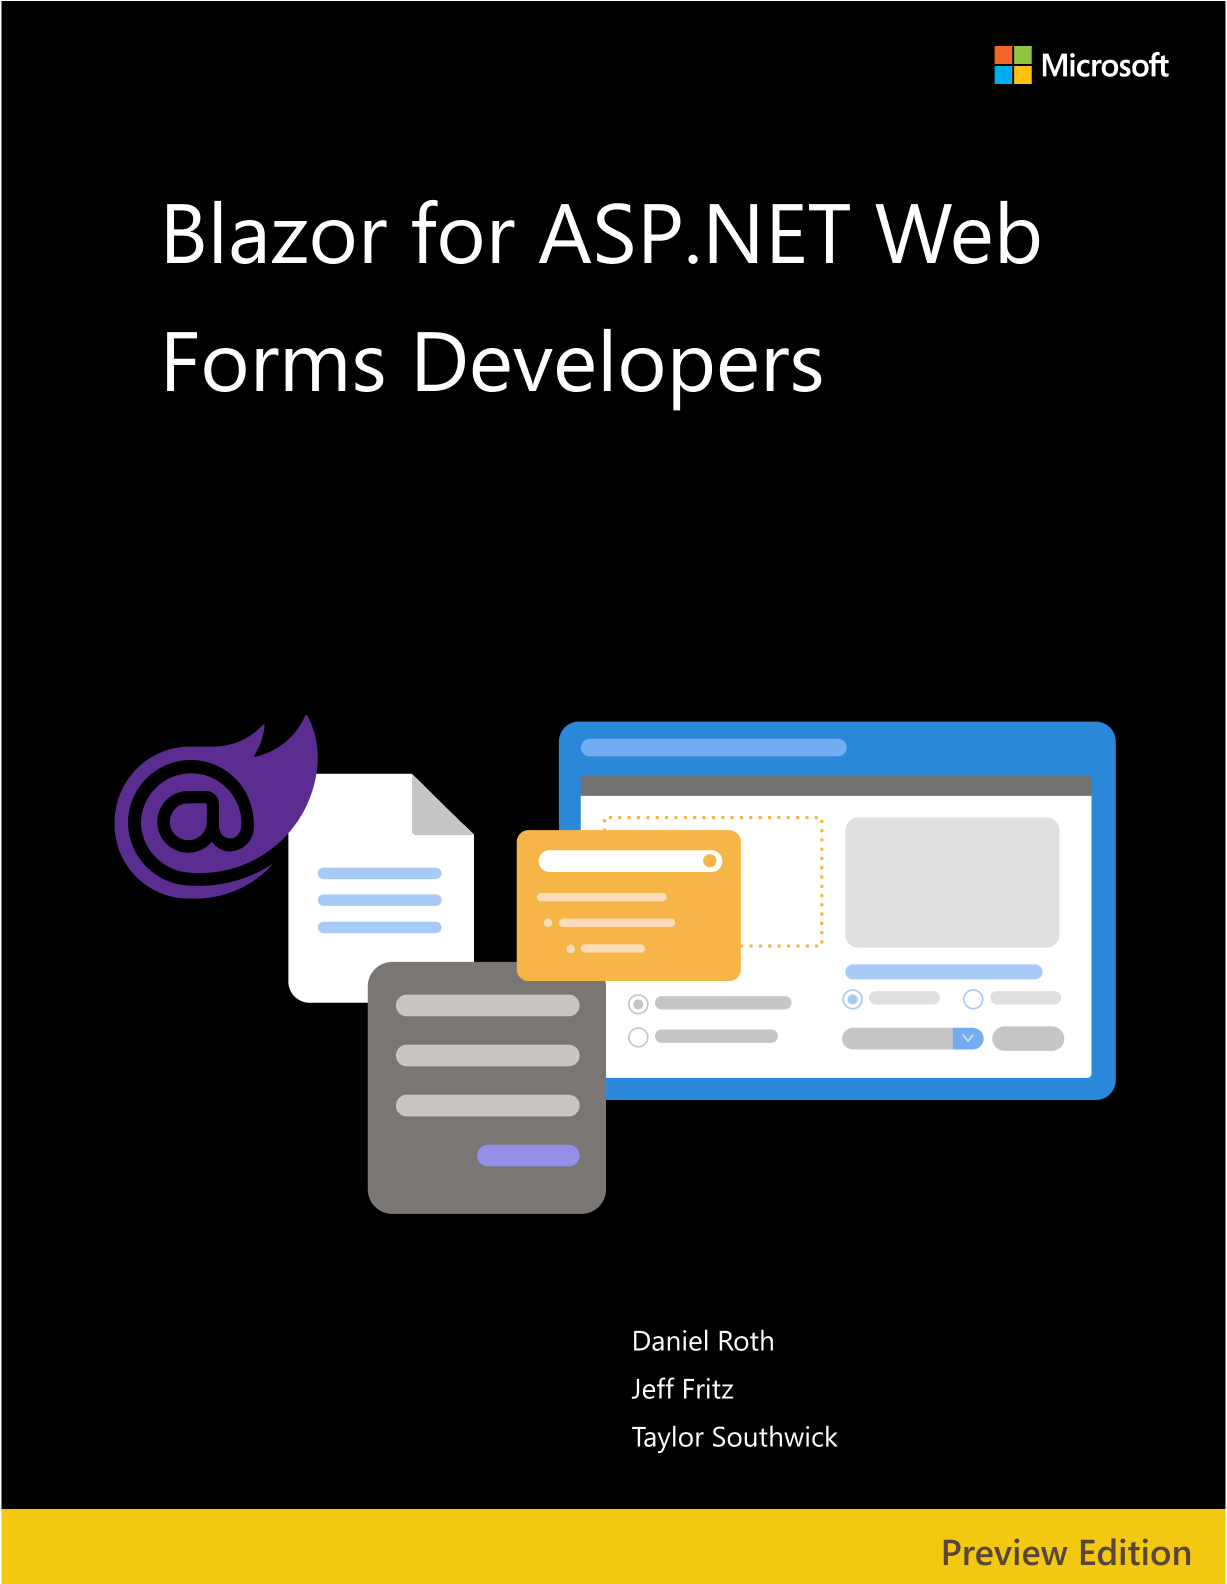 Microsoft
Blazor for ASP.NET Web
Forms Developers
Daniel Roth
Jeff Fritz
Taylor Southwick
Preview Edition